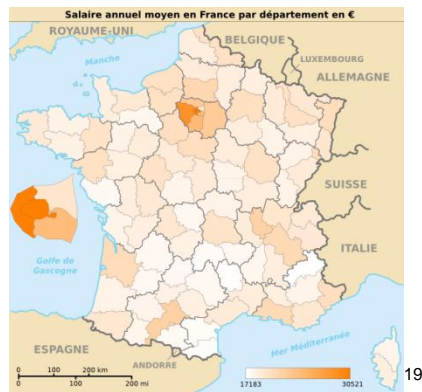 Salaire annuel moyen en France par département en €
ROYAUME-UNI
BELGIQUE
LUXEMBOURG
Manche
ALLEMAGNE
SUISSE
ITALIE
Golfe de
Gascogne
Mer Méditerranée
ESPAGNE
ANDORRE
0 100 200 km
0 100 200 mi
17183 30521
19